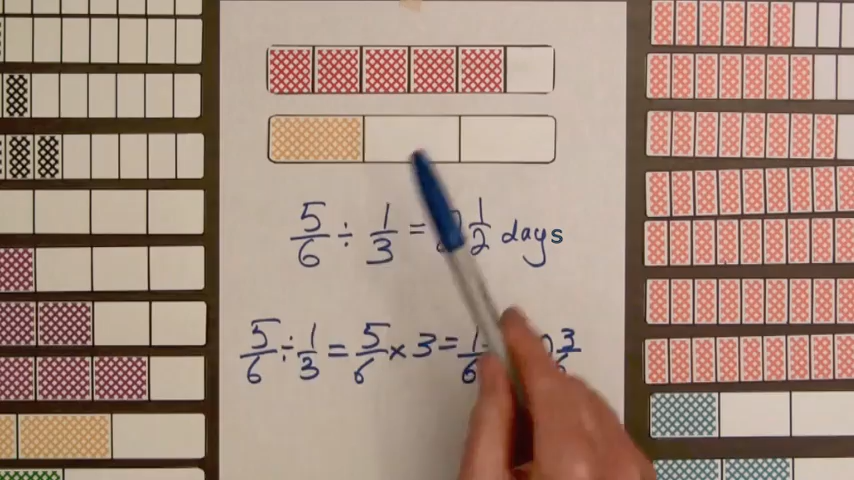 5/6 ÷ 1/3 = 2 1/2 days
5/6 ÷ 1/3 = 5/6 × 3 =